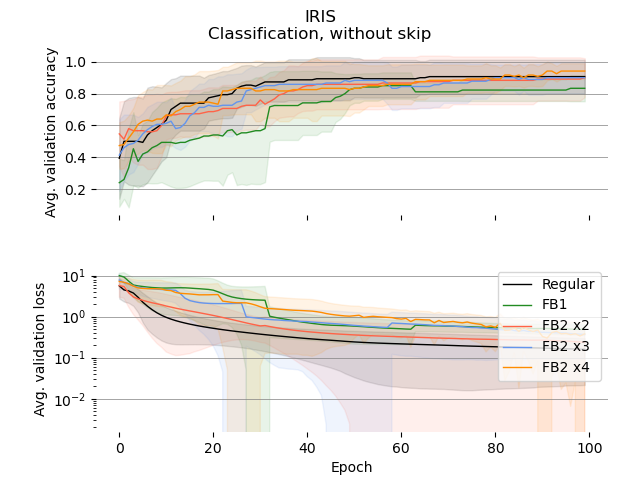 IRIS
Classification, without skip
Avg. validation accuracy
1.0
0.8
0.6
0.4
0.2
Avg. validation loss
10¹
10⁰
10⁻¹
10⁻²
Regular
FB1
FB2 x2
FB2 x3
FB2 x4
0 20 40 60 80 100
Epoch